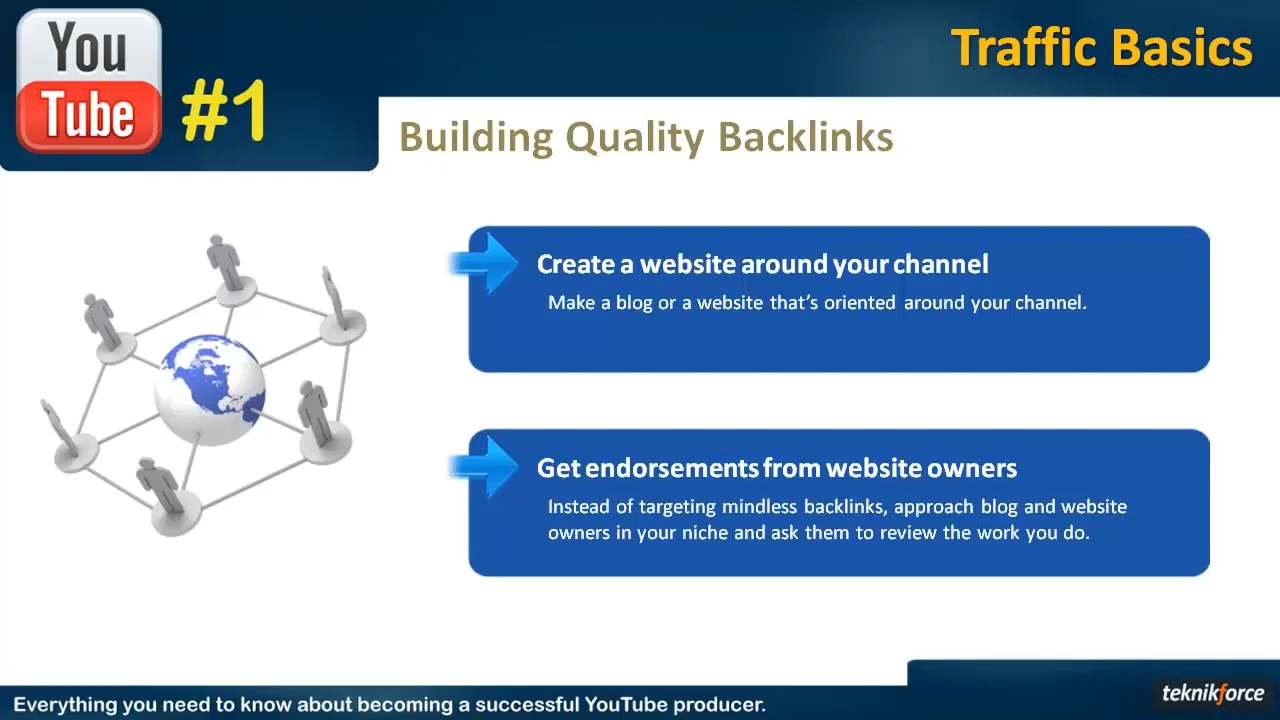 You
Tube
#1
Traffic Basics
Building Quality Backlinks
Create a website around your channel
Make a blog or a website that's oriented around your channel.
Get endorsements from website owners
Instead of targeting mindless backlinks, approach blog and website
owners in your niche and ask them to review the work you do.
Everything you need to know about becoming a successful YouTube producer.
teknikforce